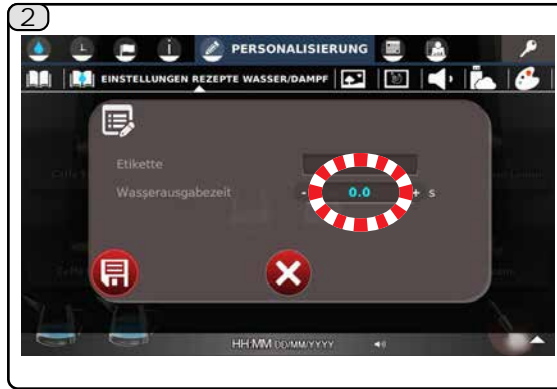 2
PERSONALISIERUNG
EINSTELLUNGEN REZEPTE WASSER/DAMPF
Etikette
Wasserausgabezeit - 0.0 + s
HH:MM DD/MM/YYYY